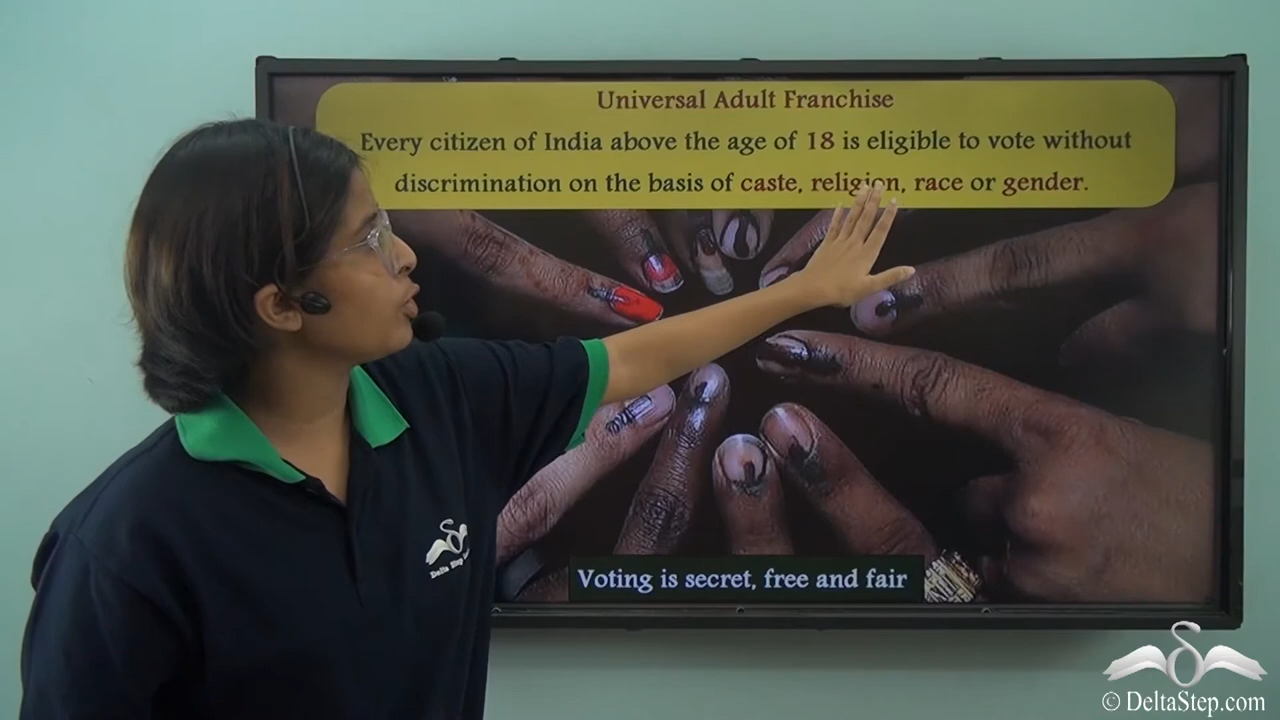 Universal Adult Franchise
Every citizen of India above the age of 18 is eligible to vote without
discrimination on the basis of caste, religion, race or gender.
Voting is secret, free and fair
© DeltaStep.com